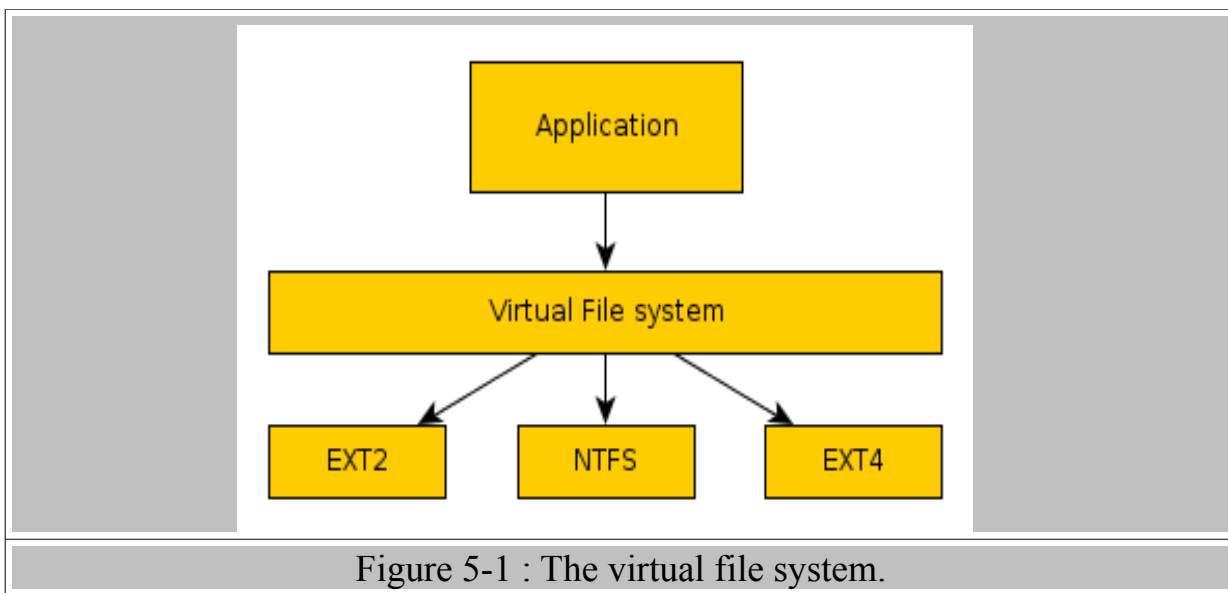 Application
Virtual File system
EXT2
NTFS
EXT4
Figure 5-1 : The virtual file system.